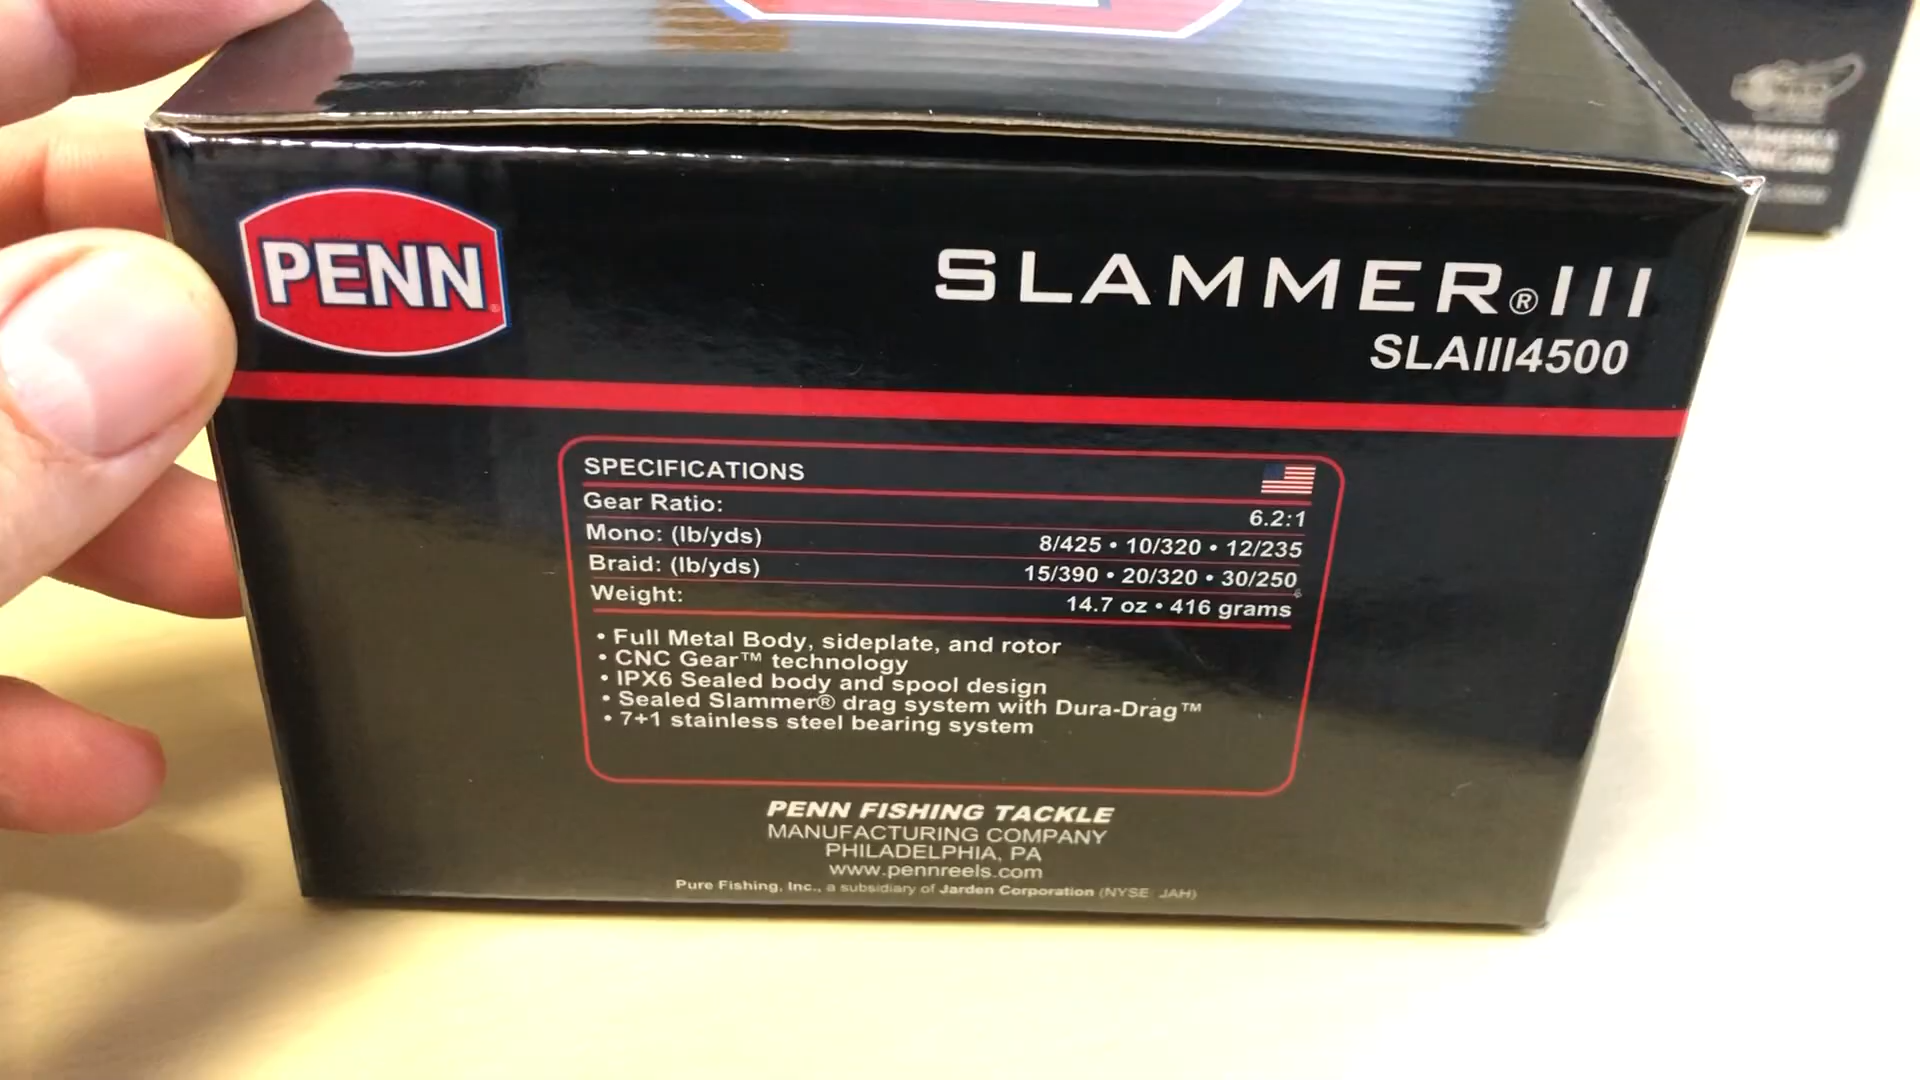 PENN®
SLAMMER® III
SLAIII4500
SPECIFICATIONS
Gear Ratio: 6.2:1
Mono: (lb/yds) 8/425 • 10/320 • 12/235
Braid: (lb/yds) 15/390 • 20/320 • 30/250
Weight: 14.7 oz • 416 grams
• Full Metal Body, sideplate, and rotor
• CNC Gear™ technology
• IPX6 Sealed body and spool design
• Sealed Slammer® drag system with Dura-Drag™
• 7+1 stainless steel bearing system
PENN FISHING TACKLE
MANUFACTURING COMPANY
PHILADELPHIA, PA
www.pennreels.com
Pure Fishing, Inc., a subsidiary of Jarden Corporation (NYSE JAH)